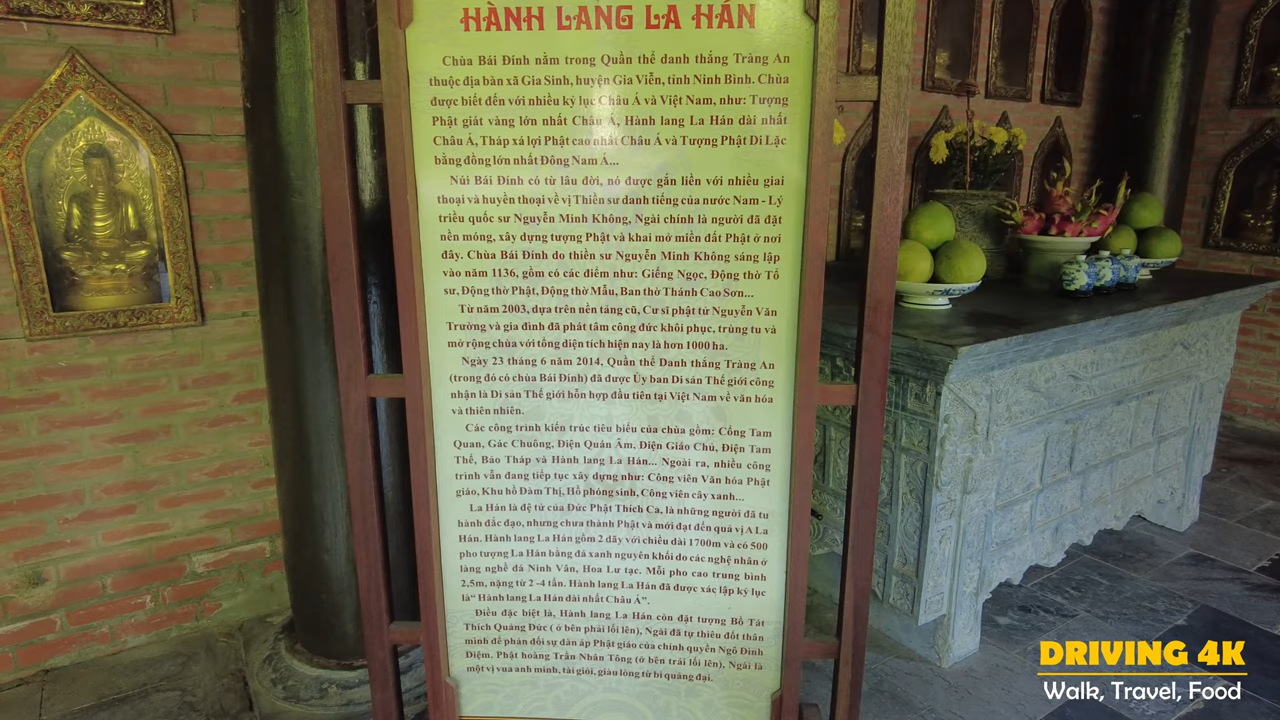 HÀNH LANG LA HÁN
Chùa Bái Đính nằm trong Quần thể danh thắng Tràng An
thuộc địa bàn xã Gia Sinh, huyện Gia Viễn, tỉnh Ninh Bình. Chùa
được biết đến với nhiều kỷ lục Châu Á và Việt Nam, như: Tượng
Phật giát vàng lớn nhất Châu Á, Hành lang La Hán dài nhất
Châu Á, Tháp xá lợi Phật cao nhất Châu Á và Tượng Phật Di Lặc
bằng đồng lớn nhất Đông Nam Á...
Núi Bái Đính có từ lâu đời, nó được gắn liền với nhiều giai
thoại và huyền thoại về vị Thiền sư danh tiếng của nước Nam - Lý
triều quốc sư Nguyễn Minh Không, Ngài chính là người đã đặt
nền móng, xây dựng tượng Phật và khai mở miền đất Phật ở nơi
đây. Chùa Bái Đính do thiền sư Nguyễn Minh Không sáng lập
vào năm 1136, gồm có các điểm như: Giếng Ngọc, Động thờ Tổ
sư, Động thờ Phật, Động thờ Mẫu, Ban thờ Thánh Cao Sơn...
Từ năm 2003, dựa trên nền tảng cũ, Cư sĩ phật tử Nguyễn Văn
Trường và gia đình đã phát tâm công đức khôi phục, trùng tu và
mở rộng chùa với tổng diện tích hiện nay là hơn 1000 ha.
Ngày 23 tháng 6 năm 2014, Quần thể Danh thắng Tràng An
(trong đó có chùa Bái Đính) đã được Ủy ban Di sản Thế giới công
nhận là Di sản Thế giới hỗn hợp đầu tiên tại Việt Nam về văn hóa
và thiên nhiên.
Các công trình kiến trúc tiêu biểu của chùa gồm: Cổng Tam
Quan, Gác Chuông, Điện Quán Âm, Điện Giáo Chủ, Điện Tam
Thế, Bảo Tháp và Hành lang La Hán... Ngoài ra, nhiều công
trình vẫn đang tiếp tục xây dựng như: Công viên Văn hóa Phật
giáo, Khu hồ Đàm Thị, Hồ phóng sinh, Công viên cây xanh...
La Hán là đệ tử của Đức Phật Thích Ca, là những người đã tu
hành đắc đạo, nhưng chưa thành Phật và mới đạt đến quả vị A La
Hán. Hành lang La Hán gồm 2 dãy với chiều dài 1700m và có 500
pho tượng La Hán bằng đá xanh nguyên khối do các nghệ nhân ở
làng nghề đá Ninh Vân, Hoa Lư tạc. Mỗi pho cao trung bình
2,5m, nặng từ 2 -4 tấn. Hành lang La Hán đã được xác lập kỷ lục
là“ Hành lang La Hán dài nhất Châu Á”.
Điều đặc biệt là, Hành lang La Hán còn đặt tượng Bồ Tát
Thích Quảng Đức ( ở bên phải lối lên), Ngài đã tự thiêu đốt thân
mình để phản đối sự đàn áp Phật giáo của chính quyền Ngô Đình
Diệm. Phật hoàng Trần Nhân Tông (ở bên trái lối lên), Ngài là
một vị vua anh minh, tài giỏi, giàu lòng từ bi quảng đại.
DRIVING 4K
Walk, Travel, Food